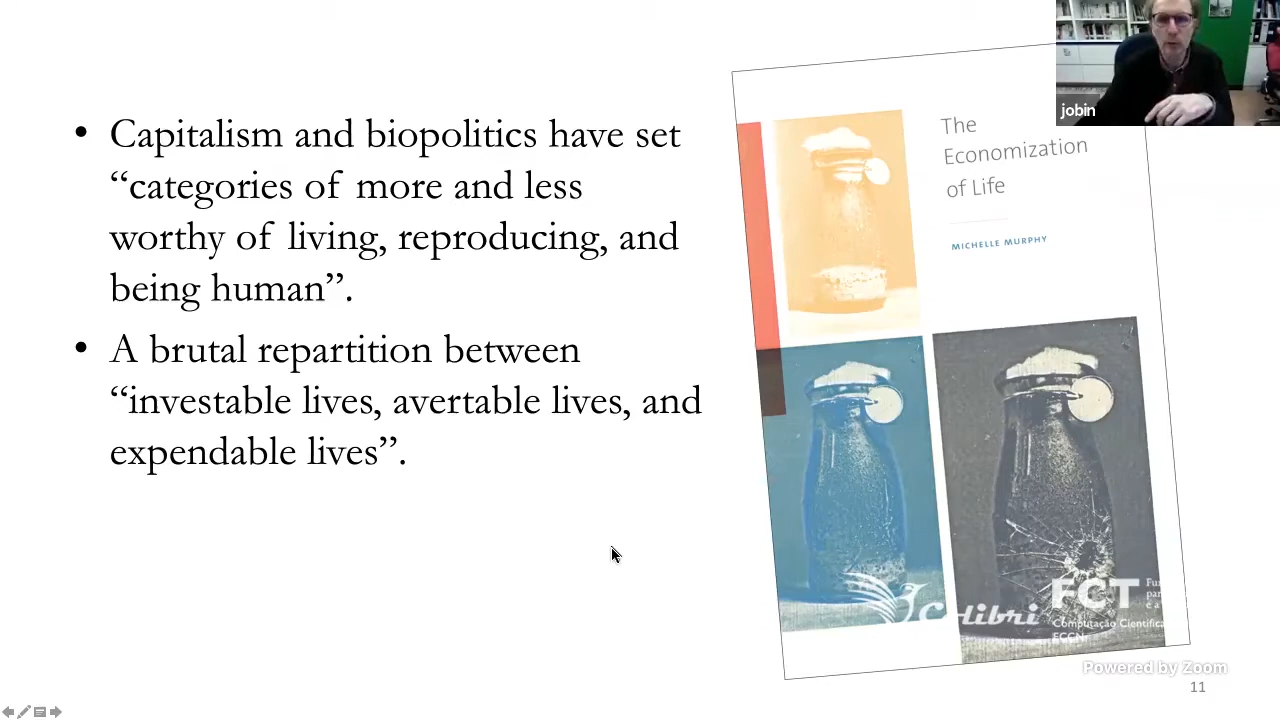 • Capitalism and biopolitics have set
“categories of more and less
worthy of living, reproducing, and
being human”.
• A brutal repartition between
“investable lives, avertable lives, and
expendable lives”.
The
Economization
of Life
MICHELLE MURPHY
jobin
Colibri
FCT
Computação Científica
FCCN
Powered by Zoom
11